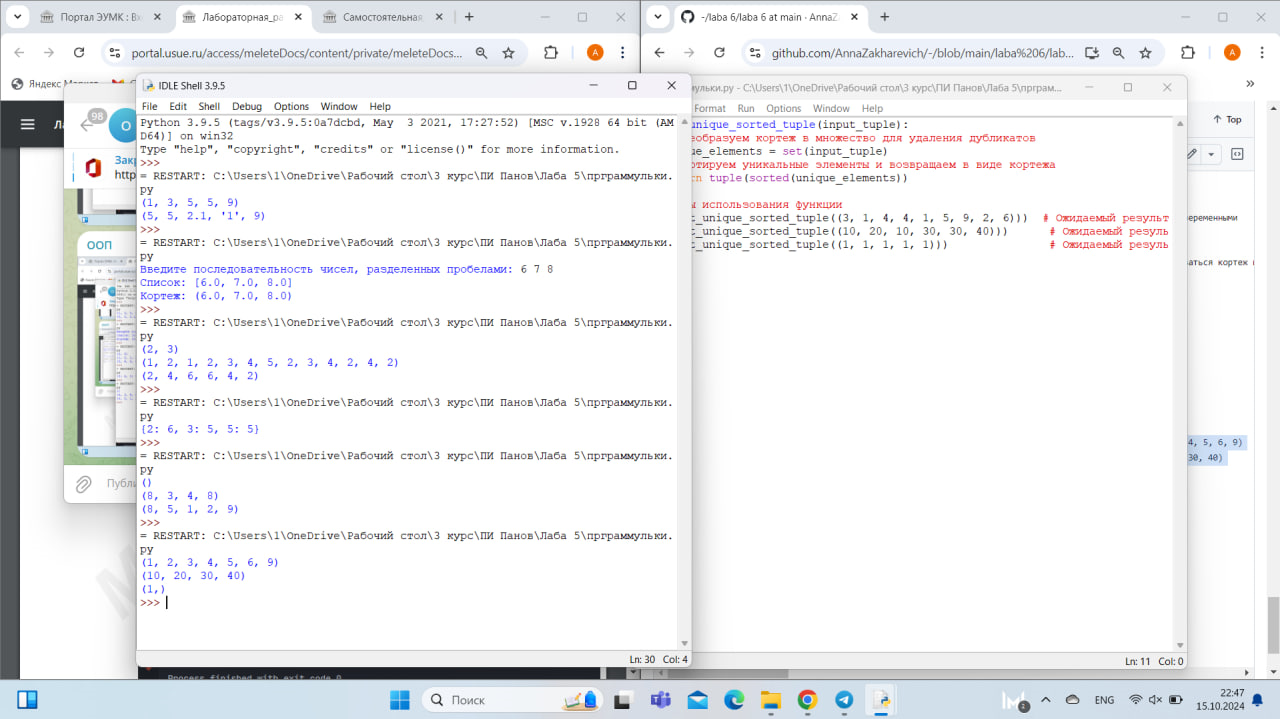 Портал ЭУМК : Вх
Лабораторная_ра
Самостоятельная
portal.usue.ru/access/meleteDocs/content/private/meleteDocs...
A
Яндекс Маркет
~/laba 6/laba 6 at main · AnnaZ
github.com/AnnaZakharevich/-/blob/main/laba%206/lab...
A
Top
98
О
Закр
http
ООП
Публи
IDLE Shell 3.9.5
File Edit Shell Debug Options Window Help
Python 3.9.5 (tags/v3.9.5:0a7dcbd, May 3 2021, 17:27:52) [MSC v.1928 64 bit (AM
D64)] on win32
Type "help", "copyright", "credits" or "license()" for more information.
>>>
= RESTART: C:\Users\1\OneDrive\Рабочий стол\3 курс\ПИ Панов\Лаба 5\прграммульки.
py
(1, 3, 5, 5, 9)
(5, 5, 2.1, '1', 9)
>>>
= RESTART: C:\Users\1\OneDrive\Рабочий стол\3 курс\ПИ Панов\Лаба 5\прграммульки.
py
Введите последовательность чисел, разделенных пробелами: 6 7 8
Список: [6.0, 7.0, 8.0]
Кортеж: (6.0, 7.0, 8.0)
>>>
= RESTART: C:\Users\1\OneDrive\Рабочий стол\3 курс\ПИ Панов\Лаба 5\прграммульки.
py
(2, 3)
(1, 2, 1, 2, 3, 4, 5, 2, 3, 4, 2, 4, 2)
(2, 4, 6, 6, 4, 2)
>>>
= RESTART: C:\Users\1\OneDrive\Рабочий стол\3 курс\ПИ Панов\Лаба 5\прграммульки.
py
{2: 6, 3: 5, 5: 5}
>>>
= RESTART: C:\Users\1\OneDrive\Рабочий стол\3 курс\ПИ Панов\Лаба 5\прграммульки.
py
()
(8, 3, 4, 8)
(8, 5, 1, 2, 9)
>>>
= RESTART: C:\Users\1\OneDrive\Рабочий стол\3 курс\ПИ Панов\Лаба 5\прграммульки.
py
(1, 2, 3, 4, 5, 6, 9)
(10, 20, 30, 40)
(1,)
>>>
Ln: 30 Col: 4
мульки.py - C:\Users\1\OneDrive\Рабочий стол\3 курс\ПИ Панов\Лаба 5\прграм...
Format Run Options Window Help
unique_sorted_tuple(input_tuple):
еобразуем кортеж в множество для удаления дубликатов
ue_elements = set(input_tuple)
ртируем уникальные элементы и возвращаем в виде кортежа
rn tuple(sorted(unique_elements))
ы использования функции
t_unique_sorted_tuple((3, 1, 4, 4, 1, 5, 9, 2, 6))) # Ожидаемый результ
t_unique_sorted_tuple((10, 20, 10, 30, 30, 40))) # Ожидаемый резуль
t_unique_sorted_tuple((1, 1, 1, 1, 1))) # Ожидаемый резуль
Ln: 11 Col: 0
еременными
ваться кортеж
4, 5, 6, 9)
30, 40)
Process finished with exit code 0
Поиск
2
ENG
22:47
15.10.2024